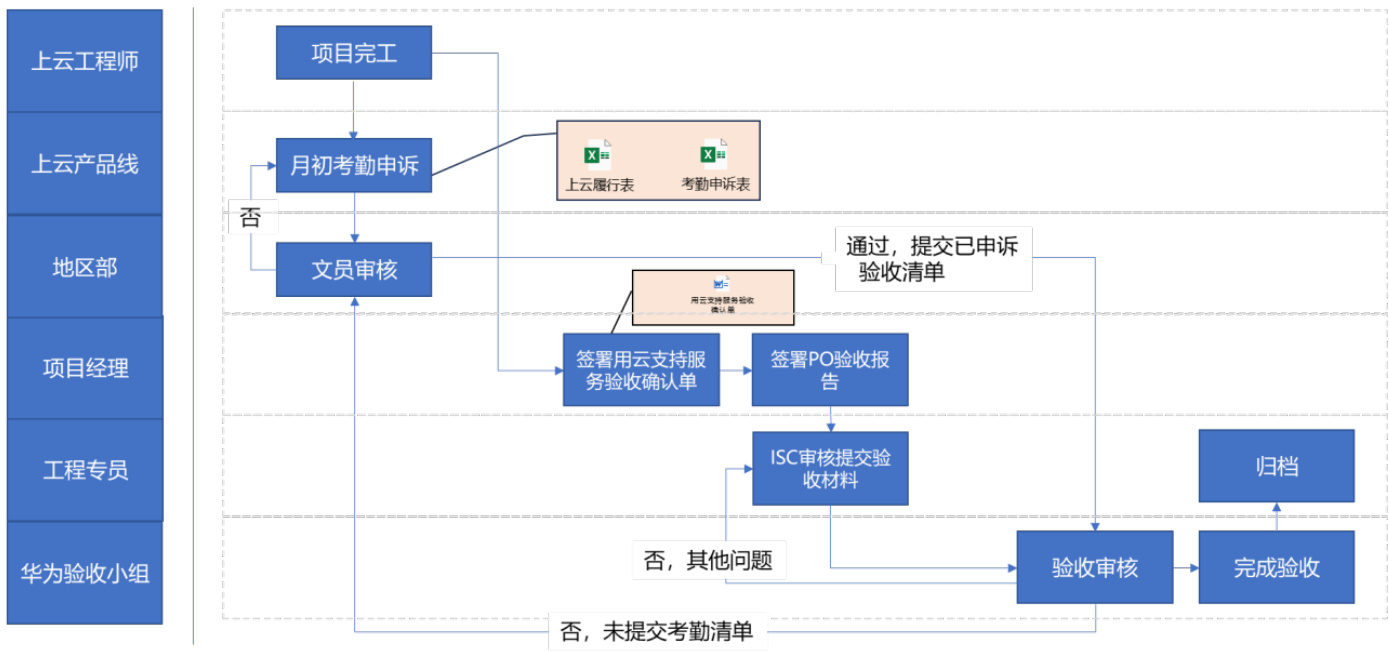 上云工程师
项目完工
上云产品线
月初考勤申诉
上云履行表
考勤申诉表
否
地区部
文员审核
通过，提交已申诉
验收清单
用云支持服务验收
确认单
项目经理
签署用云支持服
务验收确认单
签署PO验收报
告
工程专员
ISC审核提交验
收材料
归档
华为验收小组
否，其他问题
验收审核
完成验收
否，未提交考勤清单